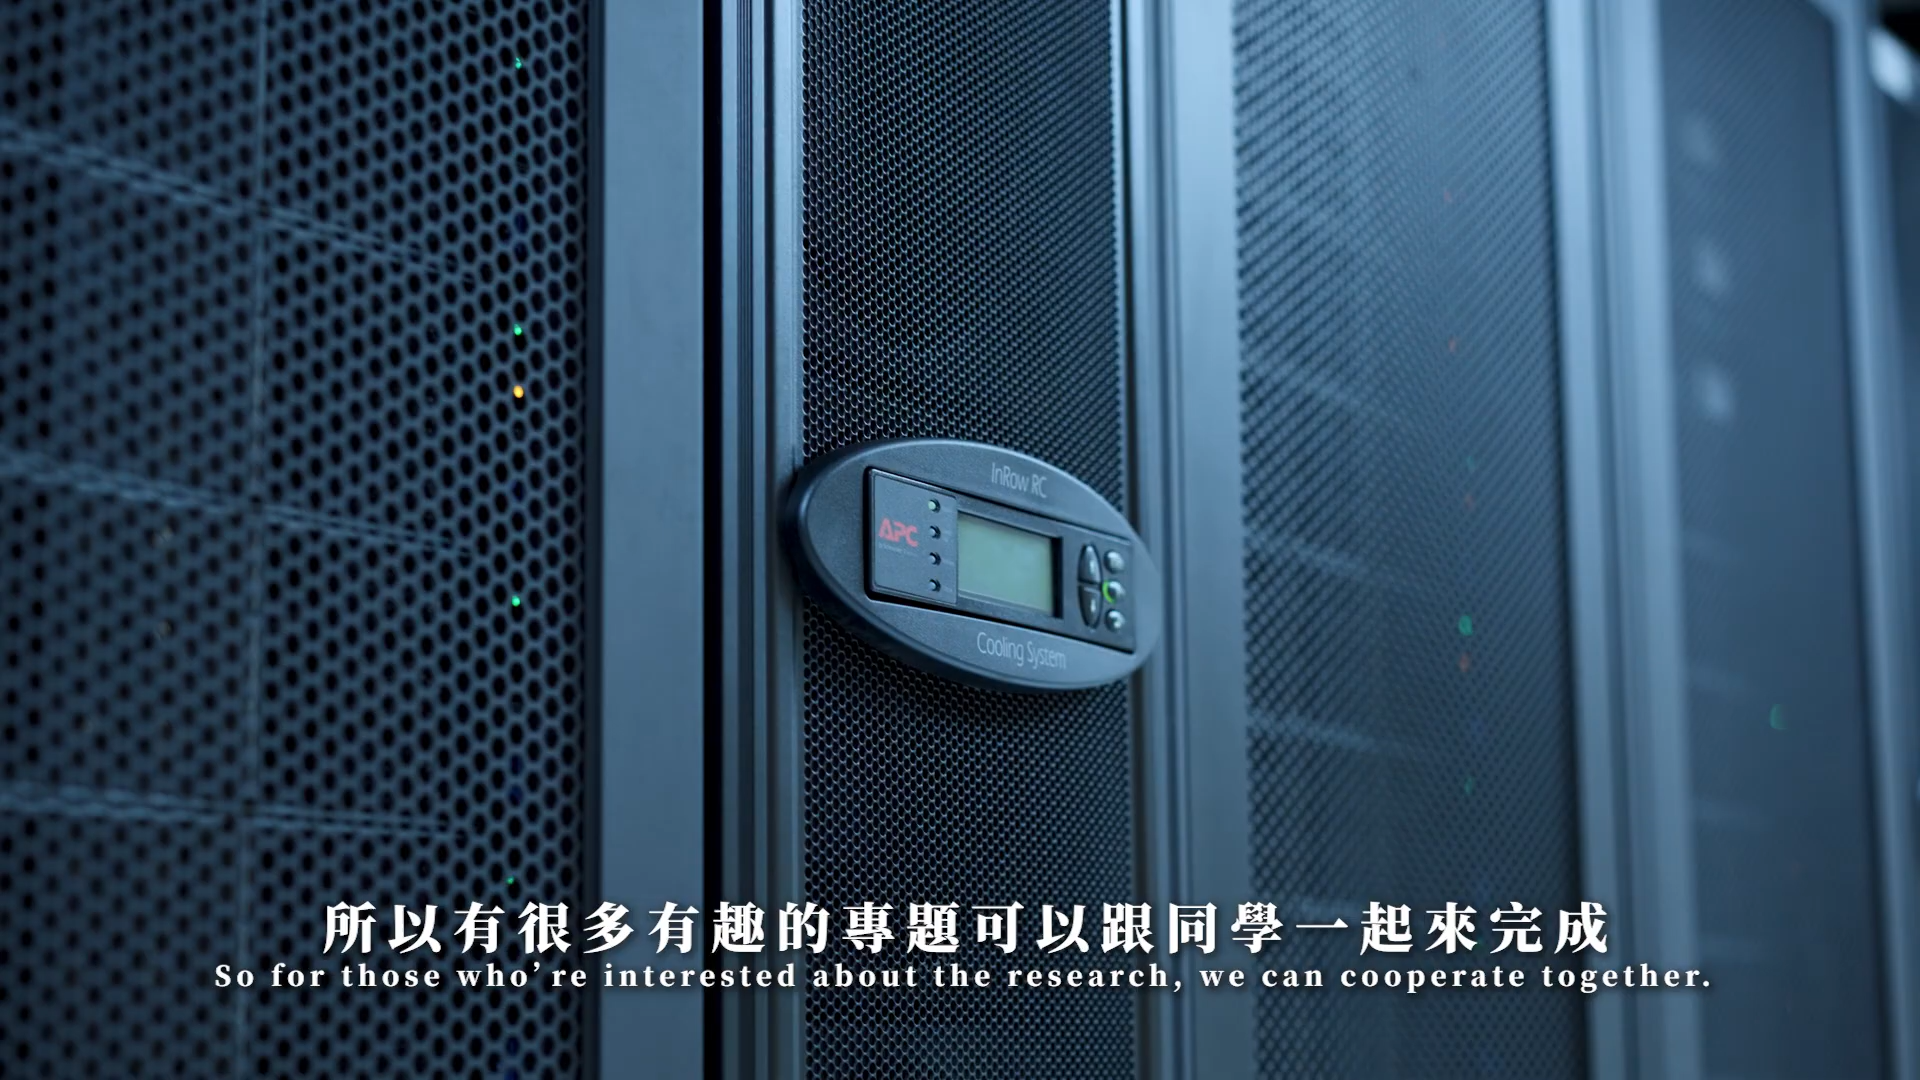 InRow RC
APC
Cooling System
所以有很多有趣的專題可以跟同學一起來完成
So for those who're interested about the research, we can cooperate together.